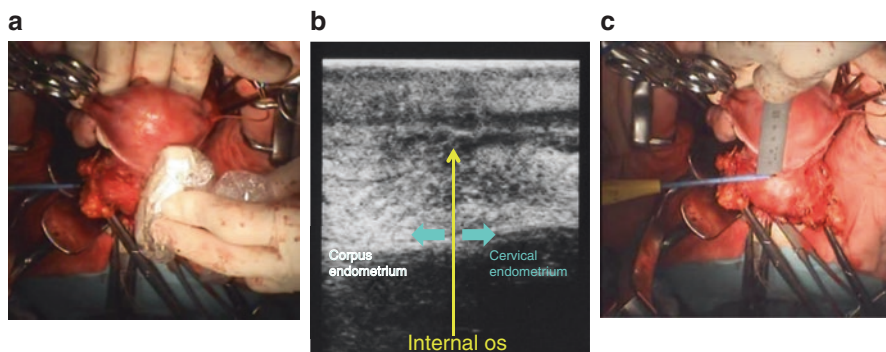 a
b
c
Corpus
endometrium
Cervical
endometrium
Internal os